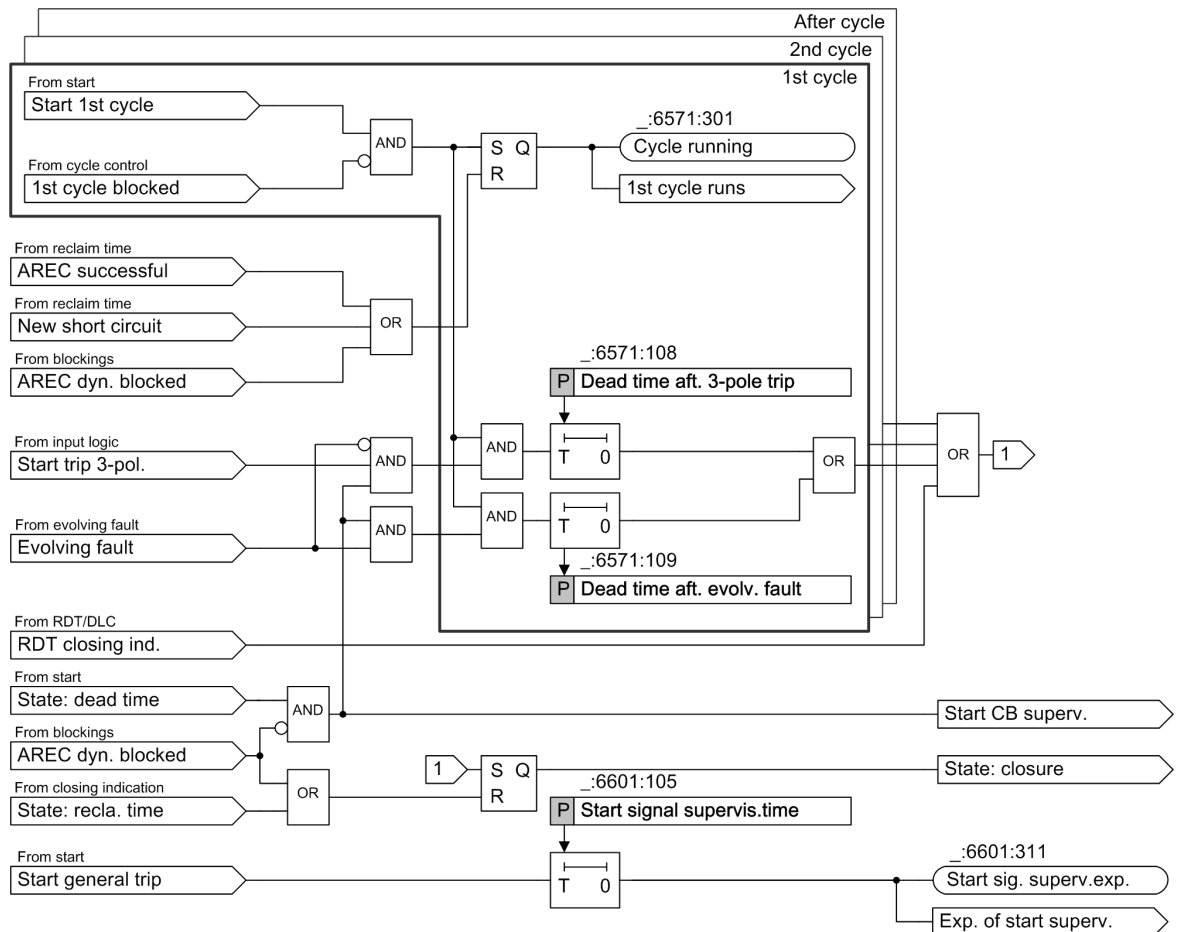 After cycle
2nd cycle
1st cycle
From start
Start 1st cycle
AND
From cycle control
1st cycle blocked
S Q
R
_:6571:301
Cycle running
1st cycle runs
From reclaim time
AREC successful
From reclaim time
New short circuit
OR
From blockings
AREC dyn. blocked
_:6571:108
P Dead time aft. 3-pole trip
From input logic
Start trip 3-pol.
AND
AND
T 0
OR
OR
1
From evolving fault
Evolving fault
AND
AND
T 0
_:6571:109
P Dead time aft. evolv. fault
From RDT/DLC
RDT closing ind.
From start
State: dead time
AND
Start CB superv.
From blockings
AREC dyn. blocked
1
S Q
R
State: closure
From closing indication
State: recla. time
OR
_:6601:105
P Start signal supervis.time
From start
Start general trip
T 0
_:6601:311
Start sig. superv.exp.
Exp. of start superv.